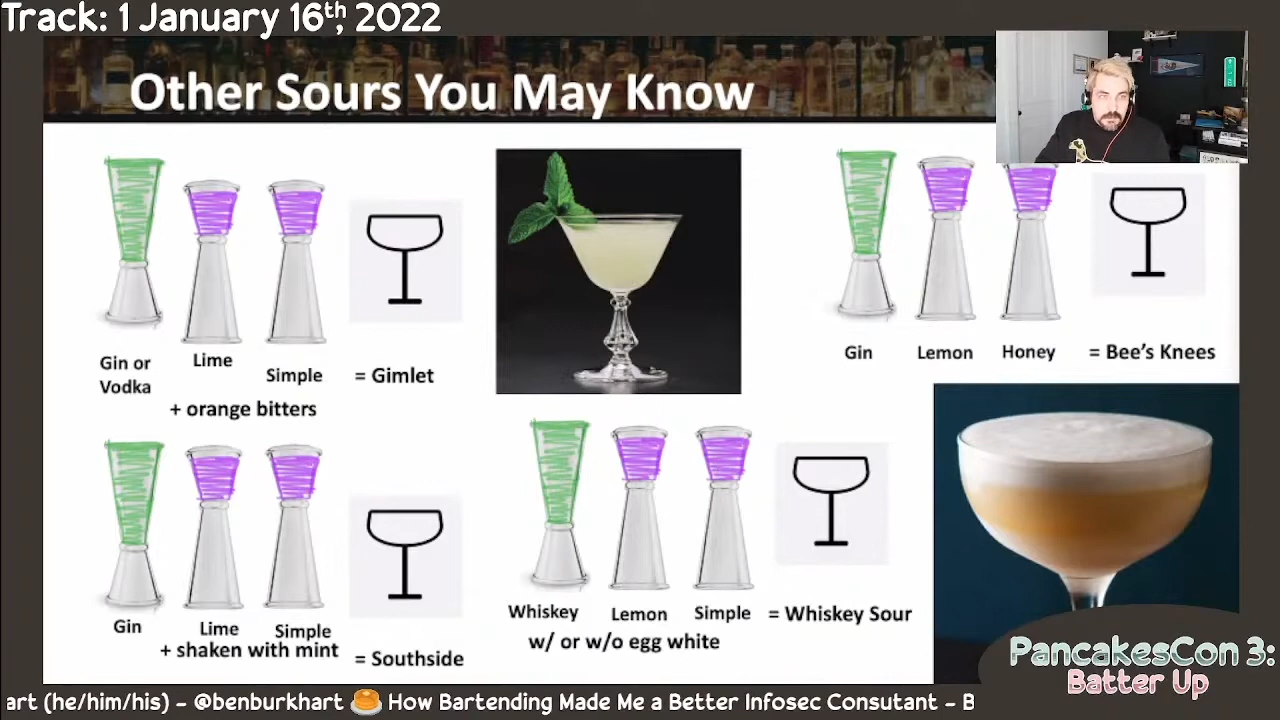 Track: 1 January 16th, 2022
Other Sours You May Know
Gin or
Vodka
Lime
Simple
= Gimlet
+ orange bitters
Gin
Lemon
Honey
= Bee's Knees
Gin
Lime
Simple
+ shaken with mint
= Southside
Whiskey
Lemon
Simple
= Whiskey Sour
w/ or w/o egg white
PancakesCon 3:
Batter Up
art (he/him/his) - @benburkhart 🥞 How Bartending Made Me a Better Infosec Consutant - B